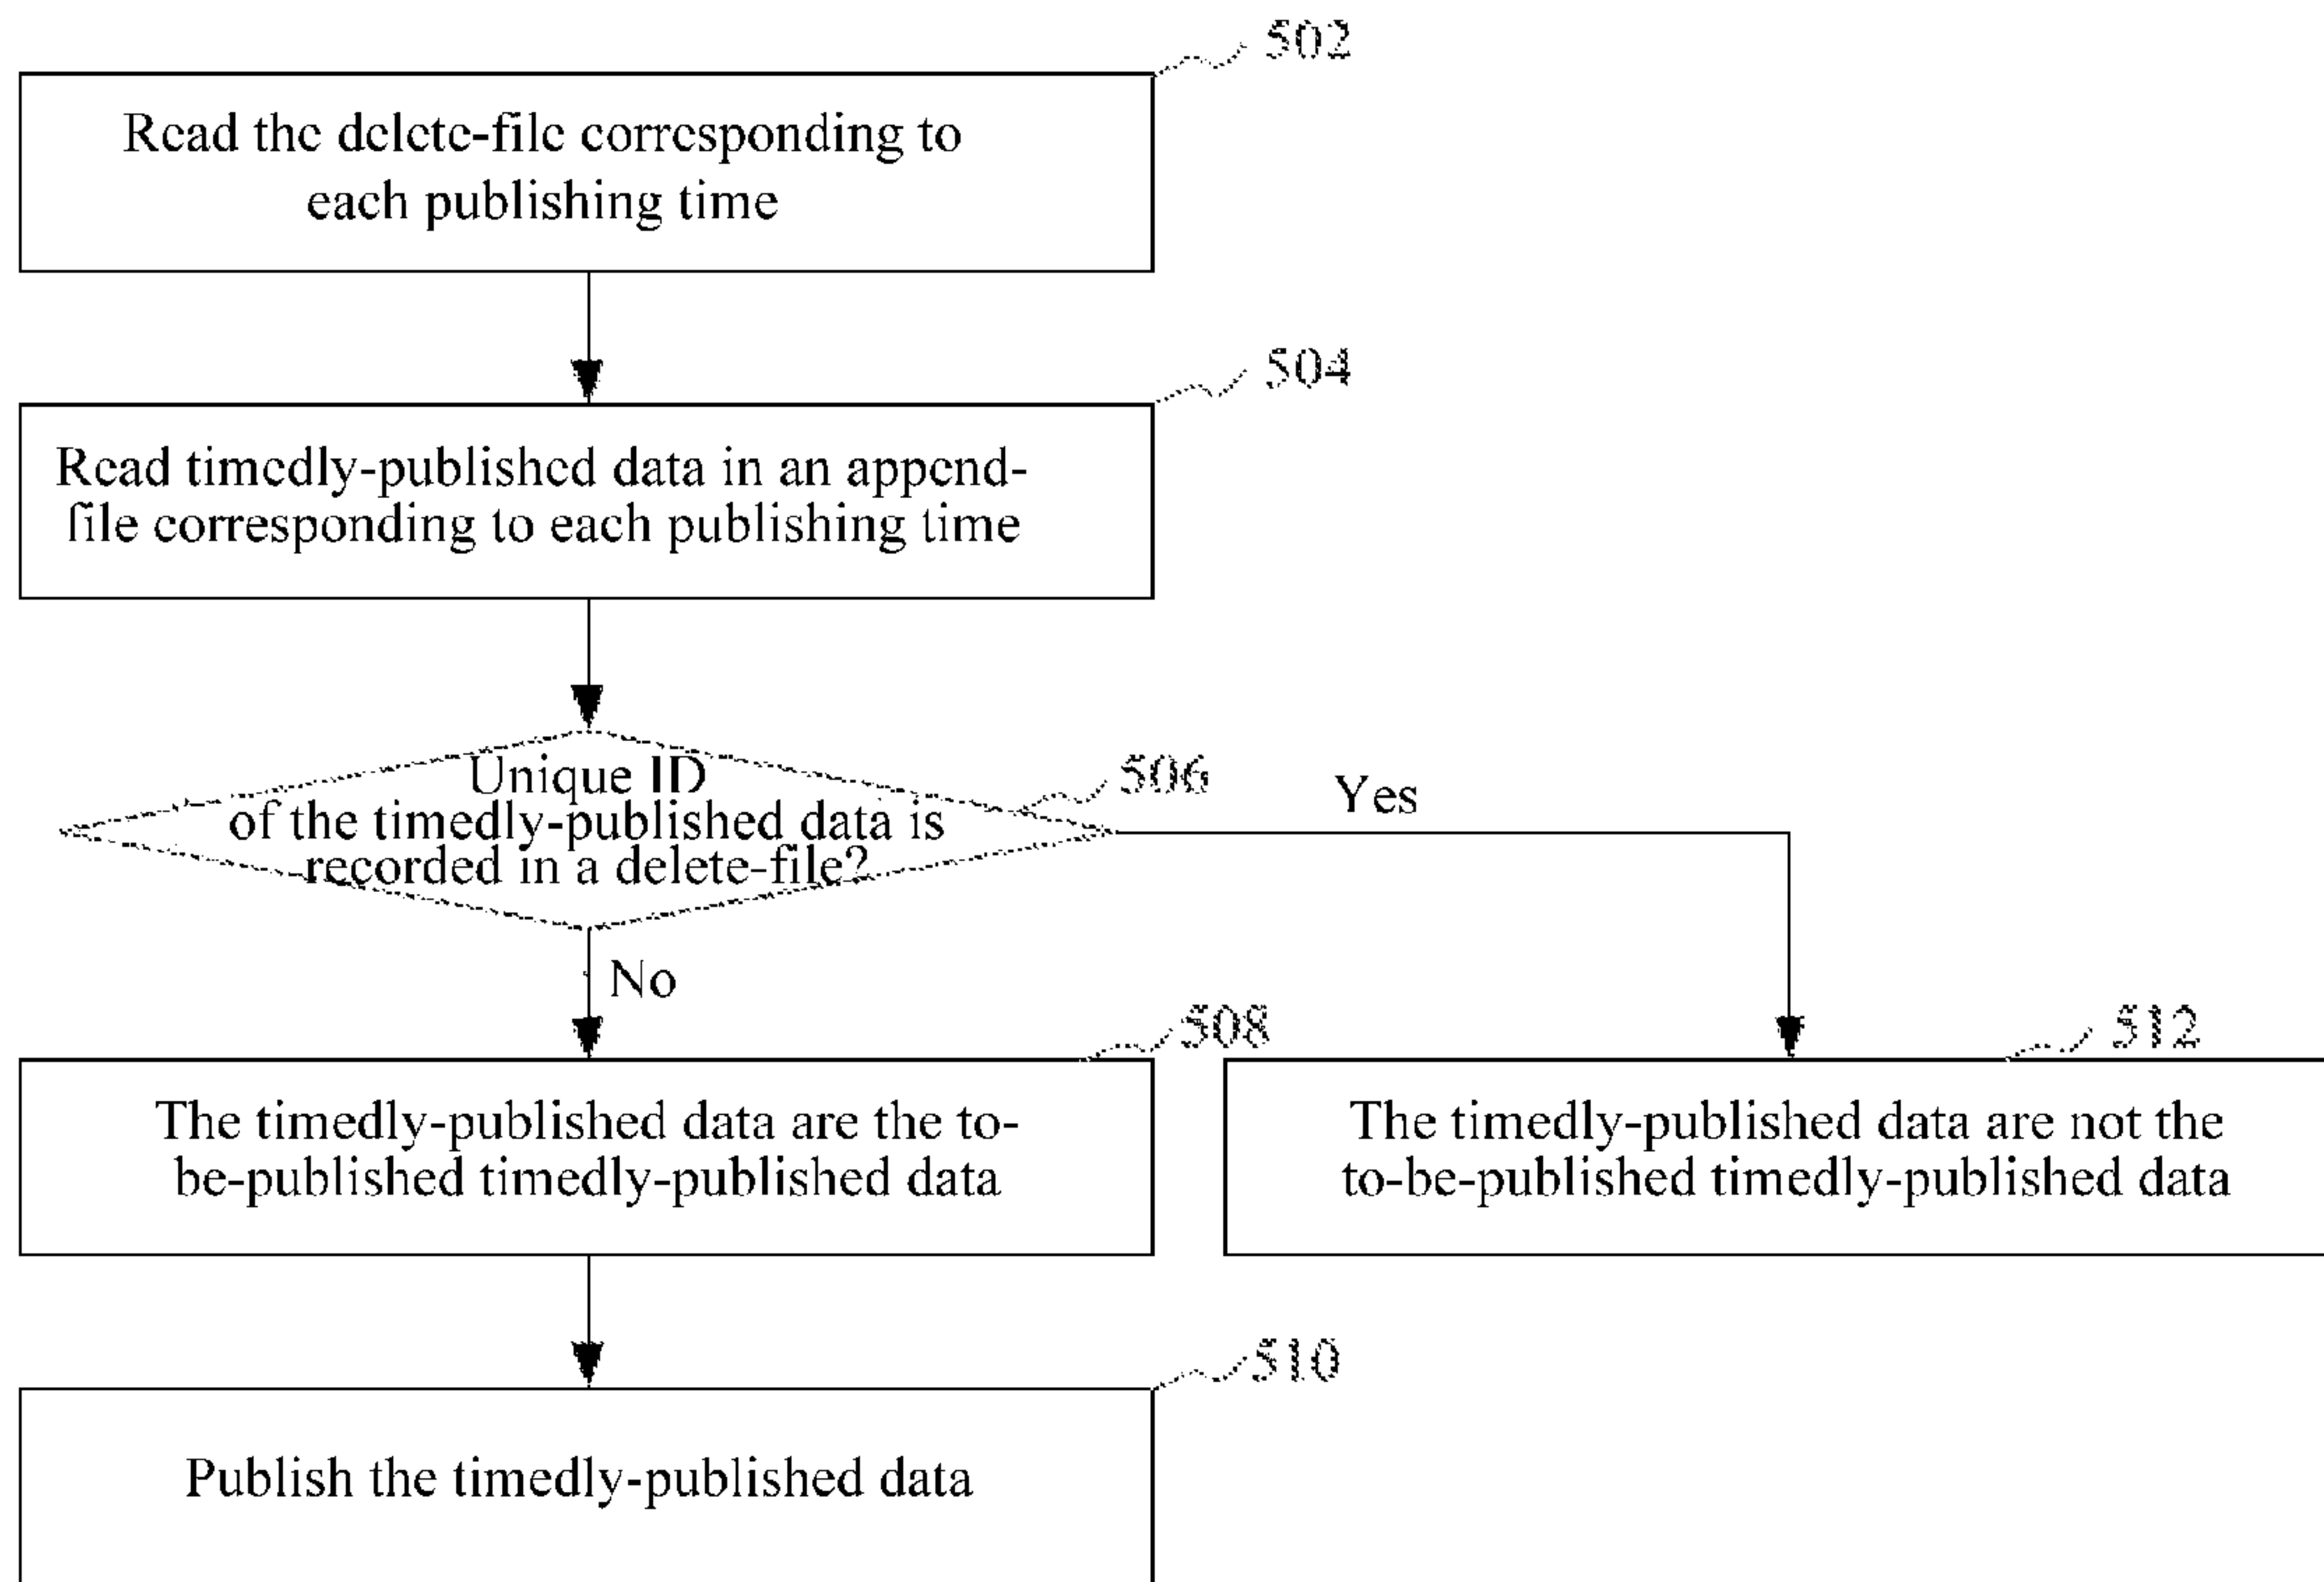 502
Read the delete-file corresponding to
each publishing time
504
Read timedly-published data in an append-
file corresponding to each publishing time
Unique ID
of the timedly-published data is
recorded in a delete-file?
506
Yes
No
508
The timedly-published data are the to-
be-published timedly-published data
512
The timedly-published data are not the
to-be-published timedly-published data
510
Publish the timedly-published data